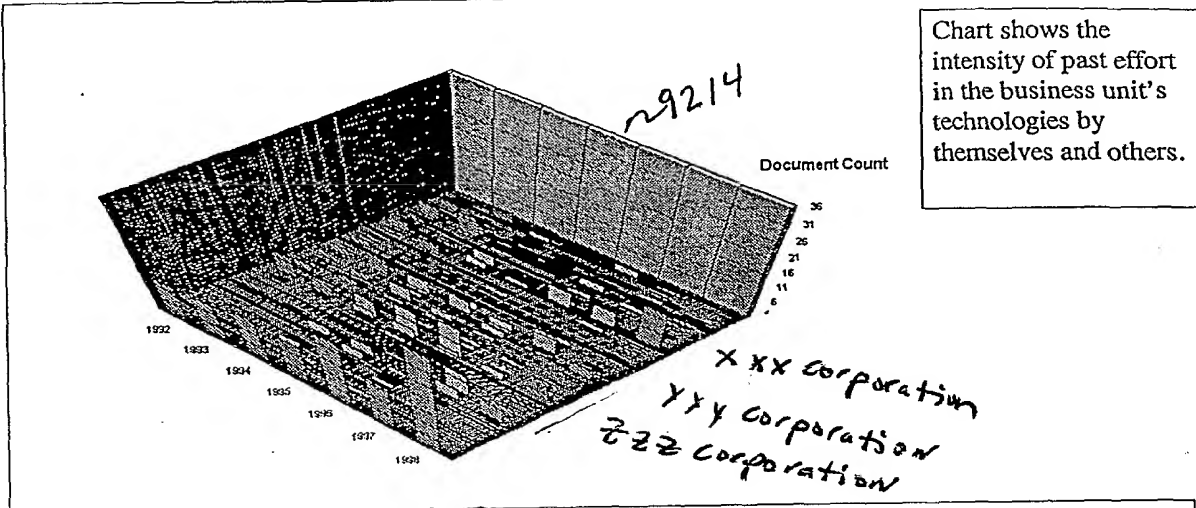 Chart shows the
intensity of past effort
in the business unit's
technologies by
themselves and others.
~9214
Document Count
36
31
26
21
16
11
6
1992
1993
1994
1995
1996
1997
1998
xxx corporation
yyy corporation
zzz corporation